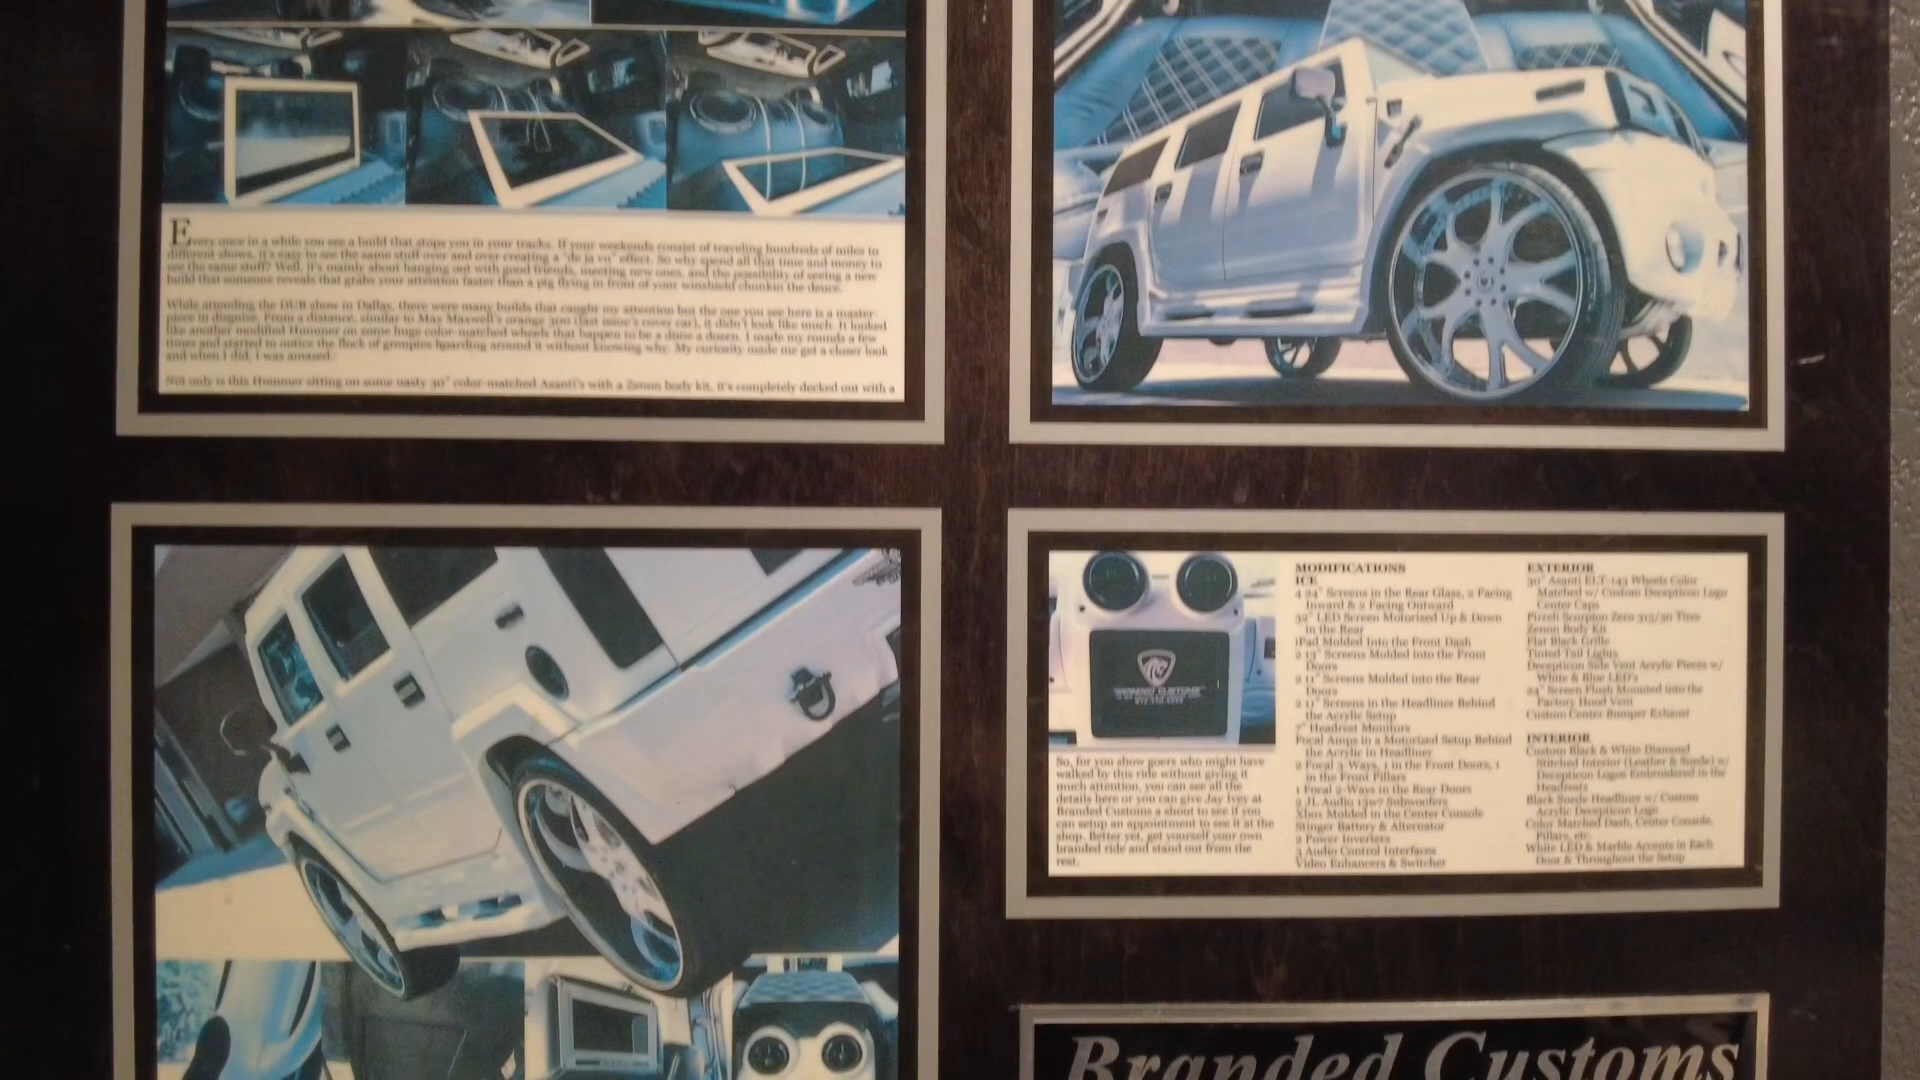 Every once in a while you see a build that stops you in your tracks. If your weekends consist of traveling hundreds of miles to
different shows, it's easy to see the same stuff over and over creating a "de ja vu" effect. So why spend all that time and money to
see the same stuff? Well, it's mainly about hanging out with good friends, meeting new ones, and the possibility of seeing a new
build that someone reveals that grabs your attention faster than a pig flying in front of your winshield chunkin the deuce.
While attending the DUB show in Dallas, there were many builds that caught my attention but the one you see here is a master-
piece in disguise. From a distance, similar to Max Maxwell's orange 300 (last issue's cover car), it didn't look like much. It looked
like another modified Hummer on some huge color-matched wheels that happen to be a dime a dozen. I made my rounds a few
times and started to notice the flock of groupies hoarding around it without knowing why. My curiosity made me get a closer look
and when I did, I was amazed!
Not only is this Hummer sitting on some nasty 30" color-matched Asanti's with a Zenon body kit, it's completely decked out with a
So, for you show goers who might have
walked by this ride without giving it
much attention, you can see all the
details here or you can give Jay Ivey at
Branded Customs a shout to see if you
can setup an appointment to see it at the
shop. Better yet, get yourself your own
branded ride and stand out from the
rest.
MODIFICATIONS
ICE
4 24" Screens in the Rear Glass, 2 Facing
Inward & 2 Facing Outward
32" LED Screen Motorized Up & Down
in the Rear
iPad Molded Into the Front Dash
2 13" Screens Molded into the Front
Doors
2 11" Screens Molded into the Rear
Doors
2 11" Screens in the Headliner Behind
the Acrylic Setup
7" Headrest Monitors
Focal Amps in a Motorized Setup Behind
the Acrylic in Headliner
2 Focal 3-Ways, 1 in the Front Doors, 1
in the Front Pillars
1 Focal 2-Ways in the Rear Doors
2 JL Audio 13w7 Subwoofers
Xbox Molded in the Center Console
Stinger Battery & Alternator
2 Power Inverters
3 Audio Control Interfaces
Video Enhancers & Switcher
EXTERIOR
30" Asanti ELT-143 Wheels Color
Matched w/ Custom Decepticon Logo
Center Caps
Pirreli Scorpion Zero 315/30 Tires
Zenon Body Kit
Flat Black Grille
Tinted Tail Lights
Decepticon Side Vent Acrylic Pieces w/
White & Blue LED's
24" Screen Flush Mounted into the
Factory Hood Vent
Custom Center Bumper Exhaust
INTERIOR
Custom Black & White Diamond
Stitched Interior (Leather & Suede) w/
Decepticon Logos Embroidered in the
Headrests
Black Suede Headliner w/ Custom
Acrylic Decepticon Logo
Color Matched Dash, Center Console,
Pillars, etc.
White LED & Marble Accents in Each
Door & Throughout the Setup
Branded Customs